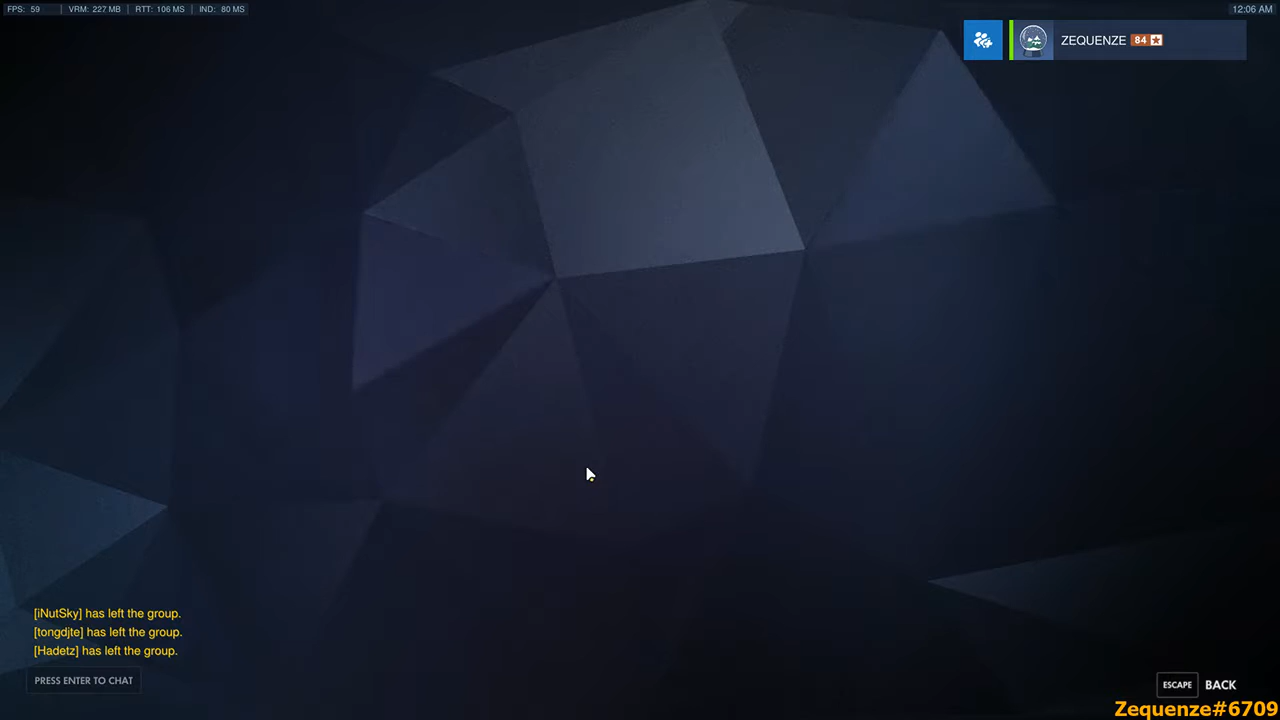 FPS: 59 | VRM: 227 MB | RTT: 106 MS | IND: 80 MS
12:06 AM
ZEQUENZE 84
[iNutSky] has left the group.
[tongdjte] has left the group.
[Hadetz] has left the group.
PRESS ENTER TO CHAT
ESCAPE BACK
Zequenze#6709